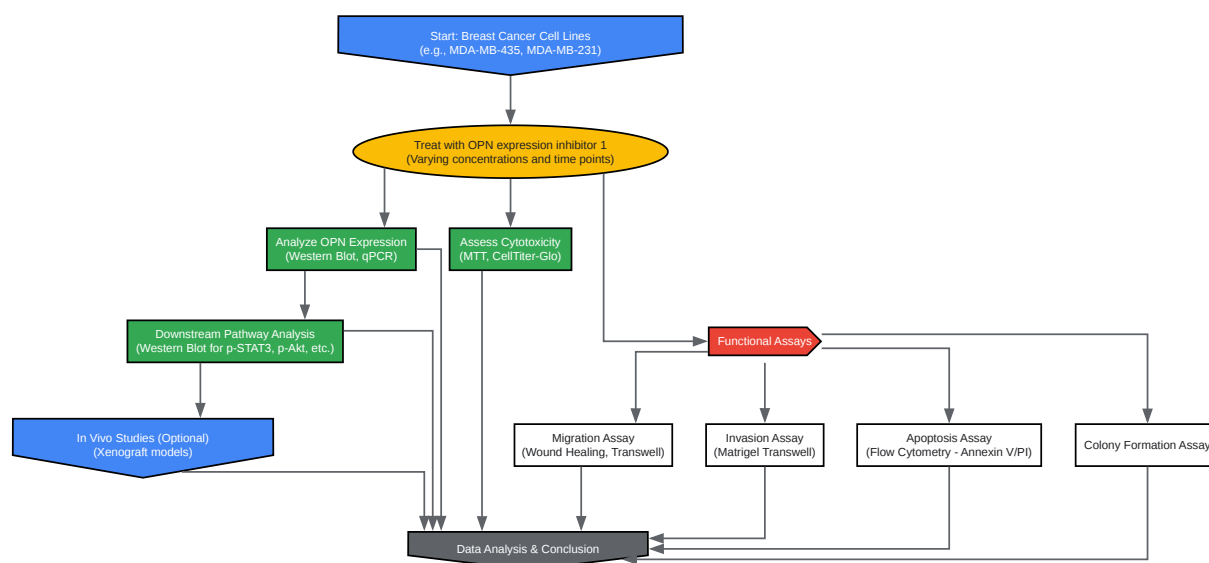 Start: Breast Cancer Cell Lines
(e.g., MDA-MB-435, MDA-MB-231)
Treat with OPN expression inhibitor 1
(Varying concentrations and time points)
Analyze OPN Expression
(Western Blot, qPCR)
Assess Cytotoxicity
(MTT, CellTiter-Glo)
Downstream Pathway Analysis
(Western Blot for p-STAT3, p-Akt, etc.)
Functional Assays
In Vivo Studies (Optional)
(Xenograft models)
Migration Assay
(Wound Healing, Transwell)
Invasion Assay
(Matrigel Transwell)
Apoptosis Assay
(Flow Cytometry - Annexin V/PI)
Colony Formation Assay
Data Analysis & Conclusion